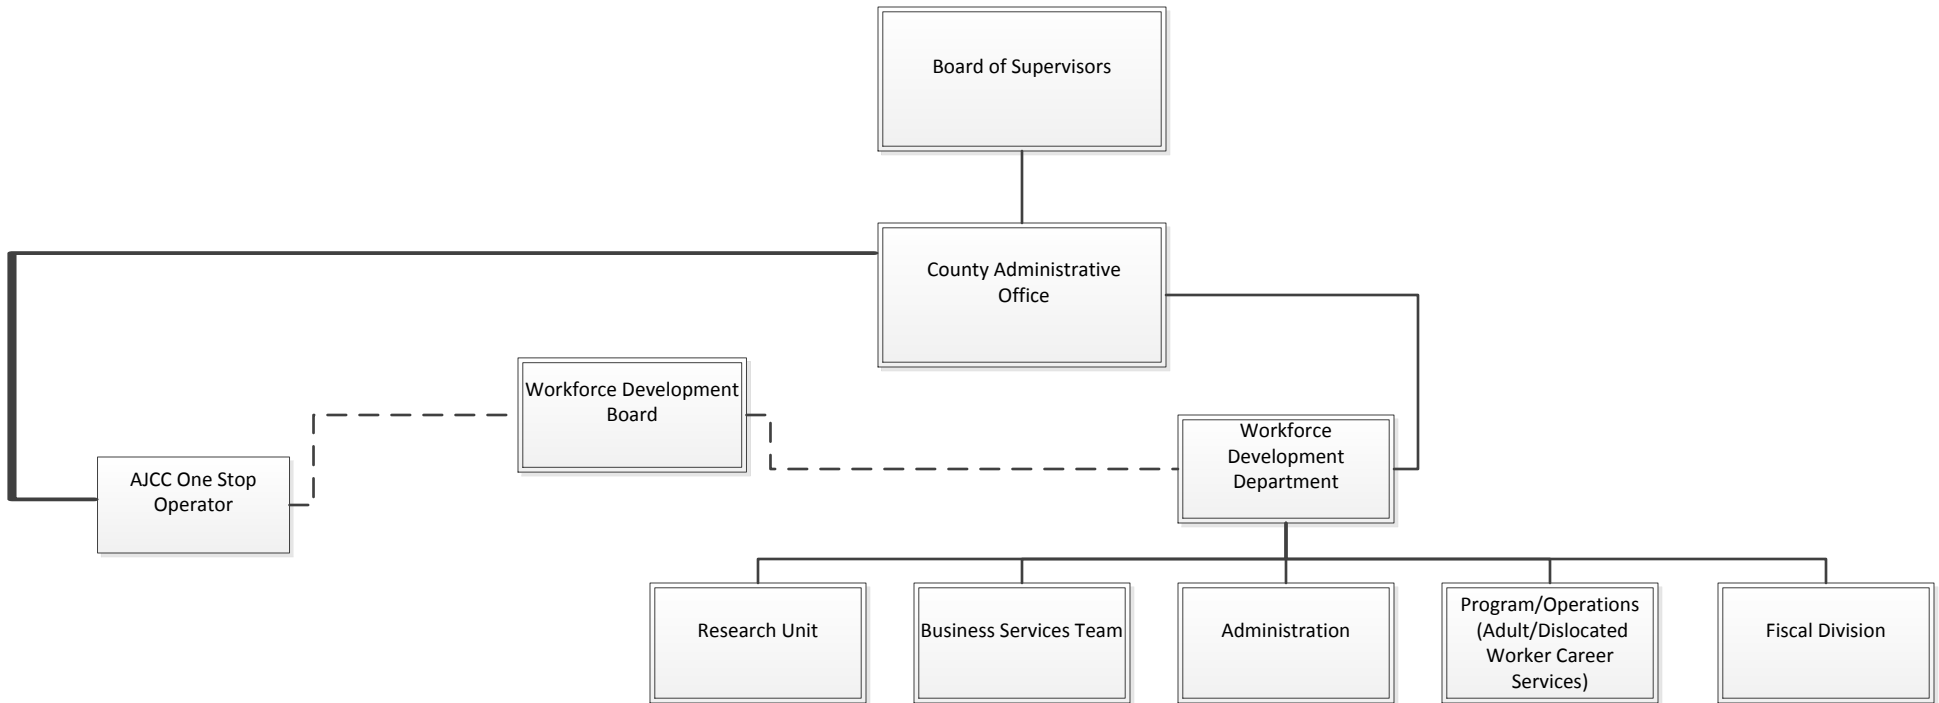 Board of Supervisors
County Administrative
Office
Workforce Development
Board
Workforce
Development
Department
AJCC One Stop
Operator
Research Unit
Business Services Team
Administration
Program/Operations
(Adult/Dislocated
Worker Career
Services)
Fiscal Division